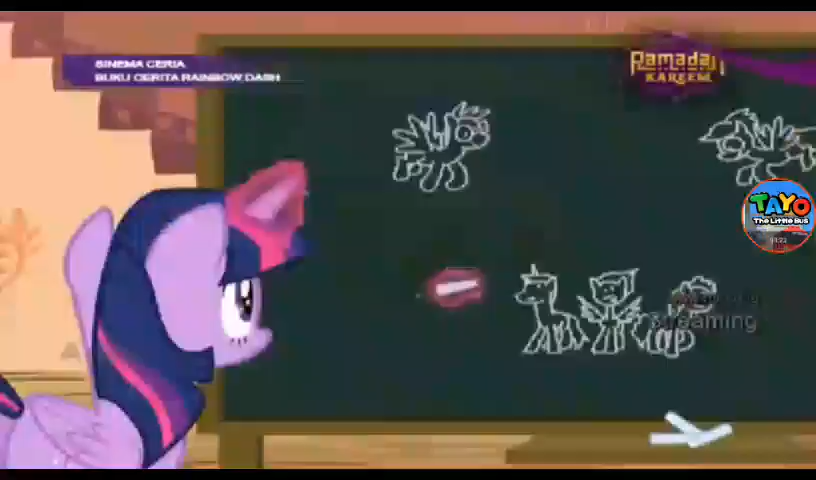 SINEMA CERIA
BUKU CERITA RAINBOW DASH
Ramadan
KAREEM
TAYO
The Little Bus
Streaming